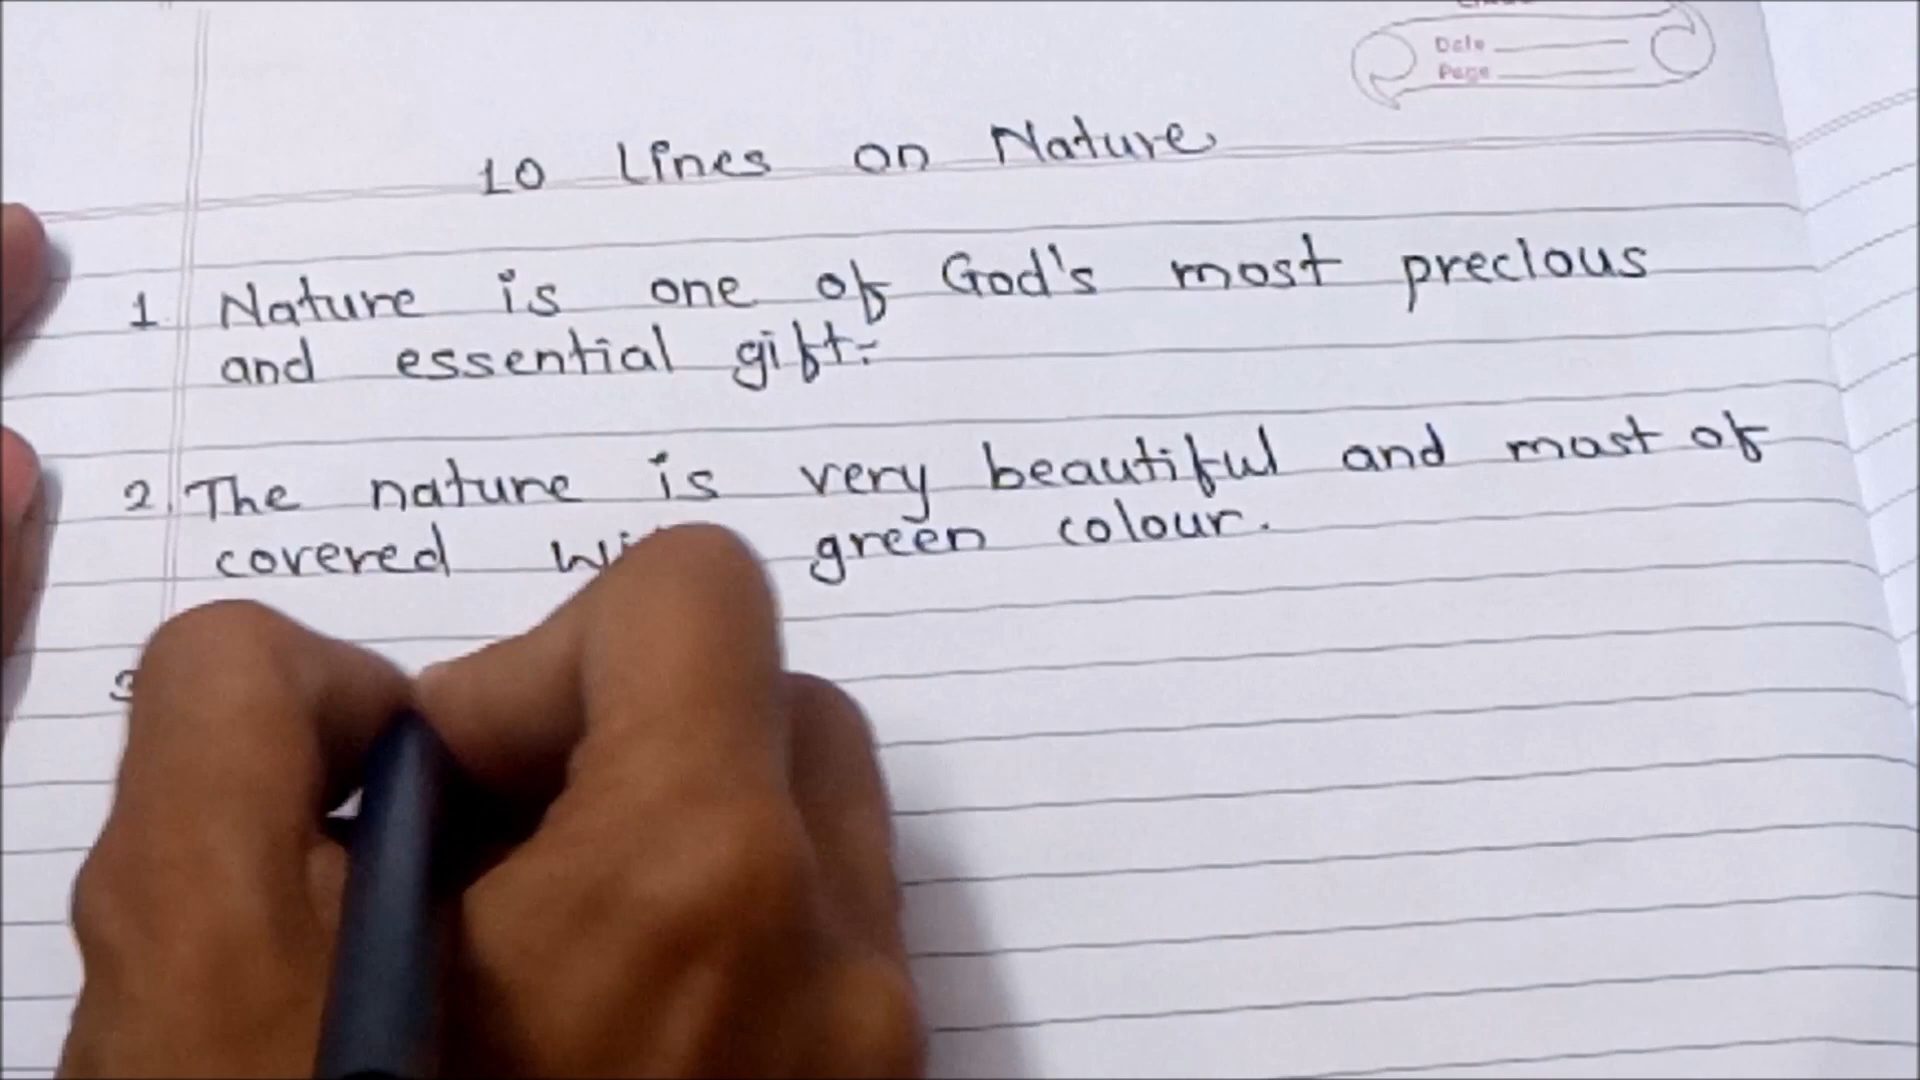 Date
Page
10 Lines on Nature
1. Nature is one of God's most precious
and essential gift.
2. The nature is very beautiful and most of
covered green colour.
3